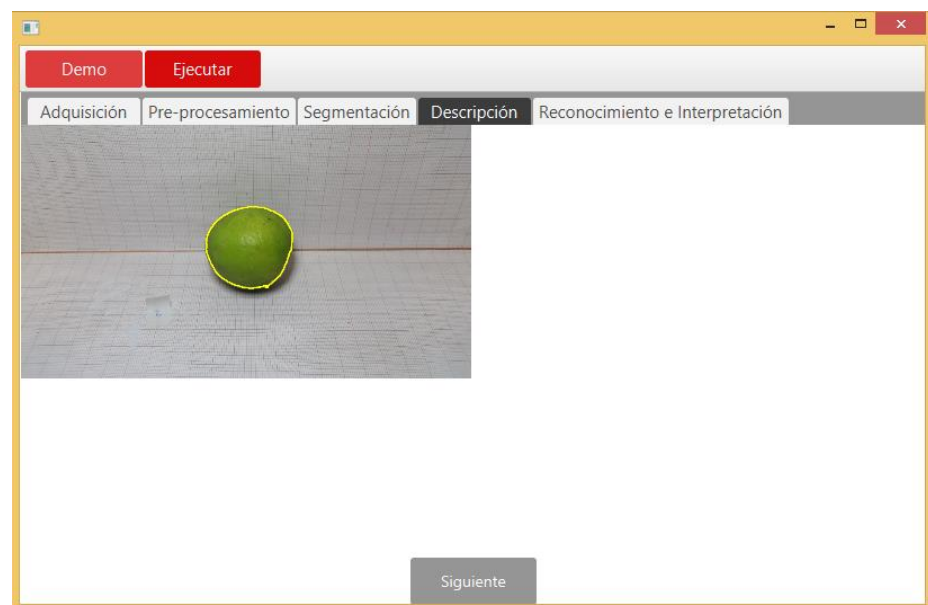 Demo Ejecutar
Adquisición Pre-procesamiento Segmentación Descripción Reconocimiento e Interpretación
Siguiente